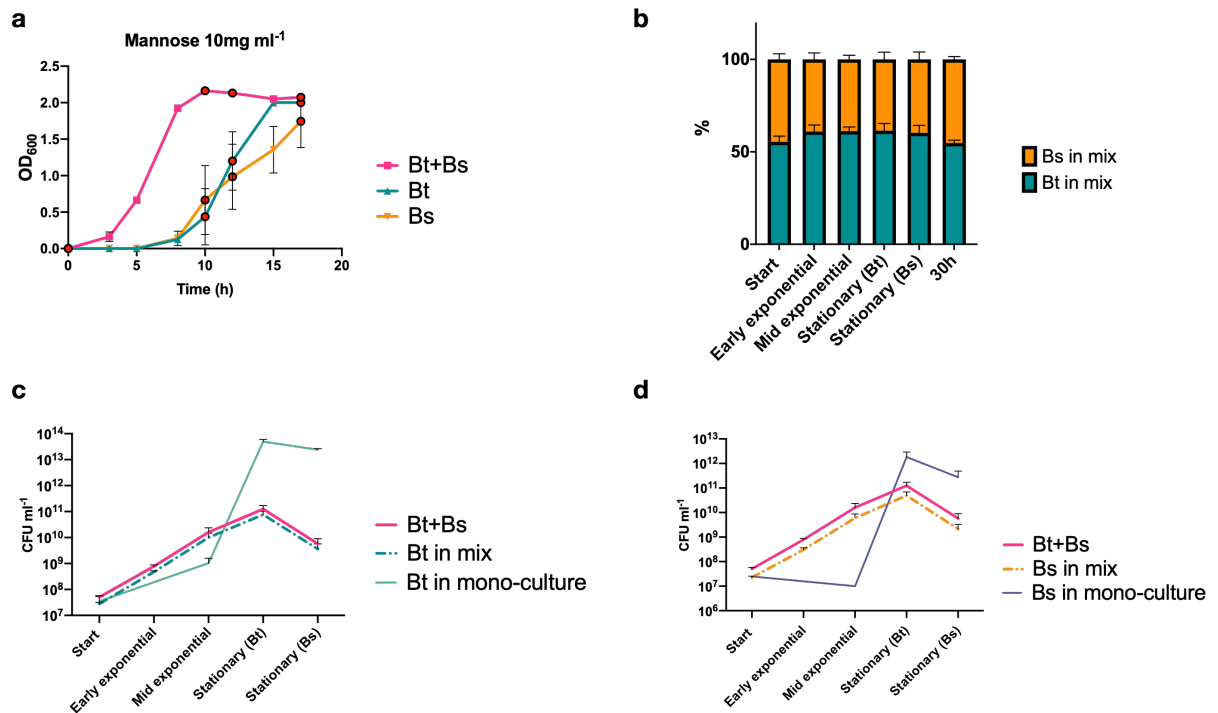 a
Mannose 10mg ml-1
2.5
2.0
1.5
1.0
0.5
0.0
OD600
0
5
10
15
20
Time (h)
Bt+Bs
Bt
Bs
b
100
50
0
%
Start
Early exponential
Mid exponential
Stationary (Bt)
Stationary (Bs)
30h
Bs in mix
Bt in mix
c
10^14
10^13
10^12
10^11
10^10
10^9
10^8
10^7
CFU ml-1
Start
Early exponential
Mid exponential
Stationary (Bt)
Stationary (Bs)
Bt+Bs
Bt in mix
Bt in mono-culture
d
10^13
10^12
10^11
10^10
10^9
10^8
10^7
10^6
CFU ml-1
Start
Early exponential
Mid exponential
Stationary (Bt)
Stationary (Bs)
Bt+Bs
Bs in mix
Bs in mono-culture